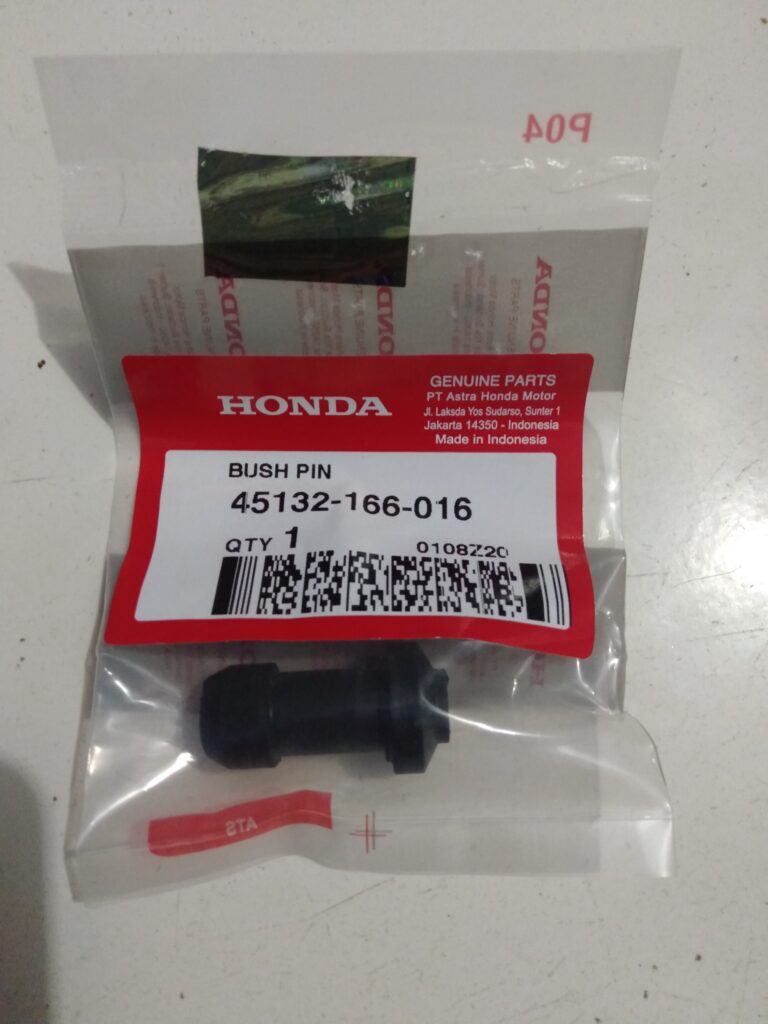 P04
HONDA
GENUINE PARTS
PT Astra Honda Motor
Jl. Laksda Yos Sudarso, Sunter 1
Jakarta 14350 - Indonesia
Made in Indonesia
BUSH PIN
45132-166-016
QTY 1
0108Z20
ATS